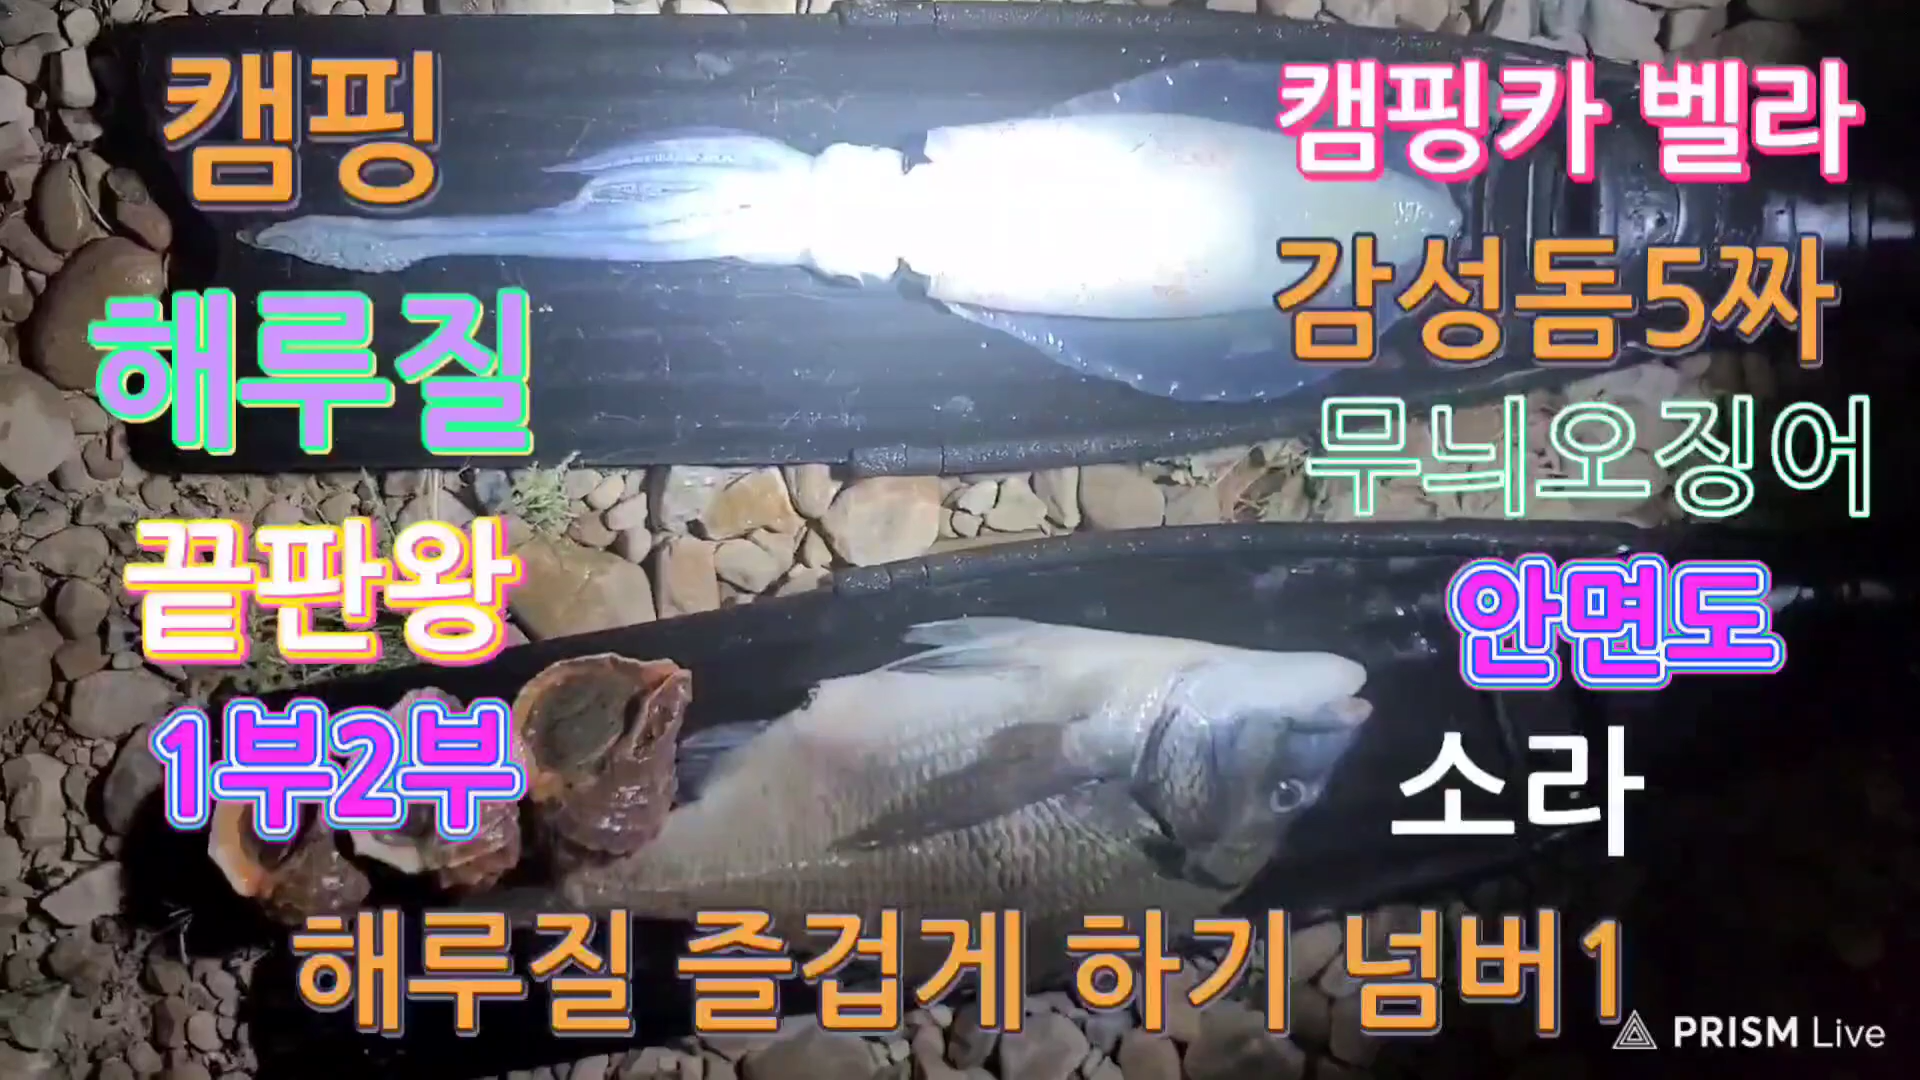 캠핑
해루질
끝판왕
1부2부
캠핑카 벨라
감성돔5짜
무늬오징어
안면도
소라
해루질 즐겁게 하기 넘버1
PRISM Live